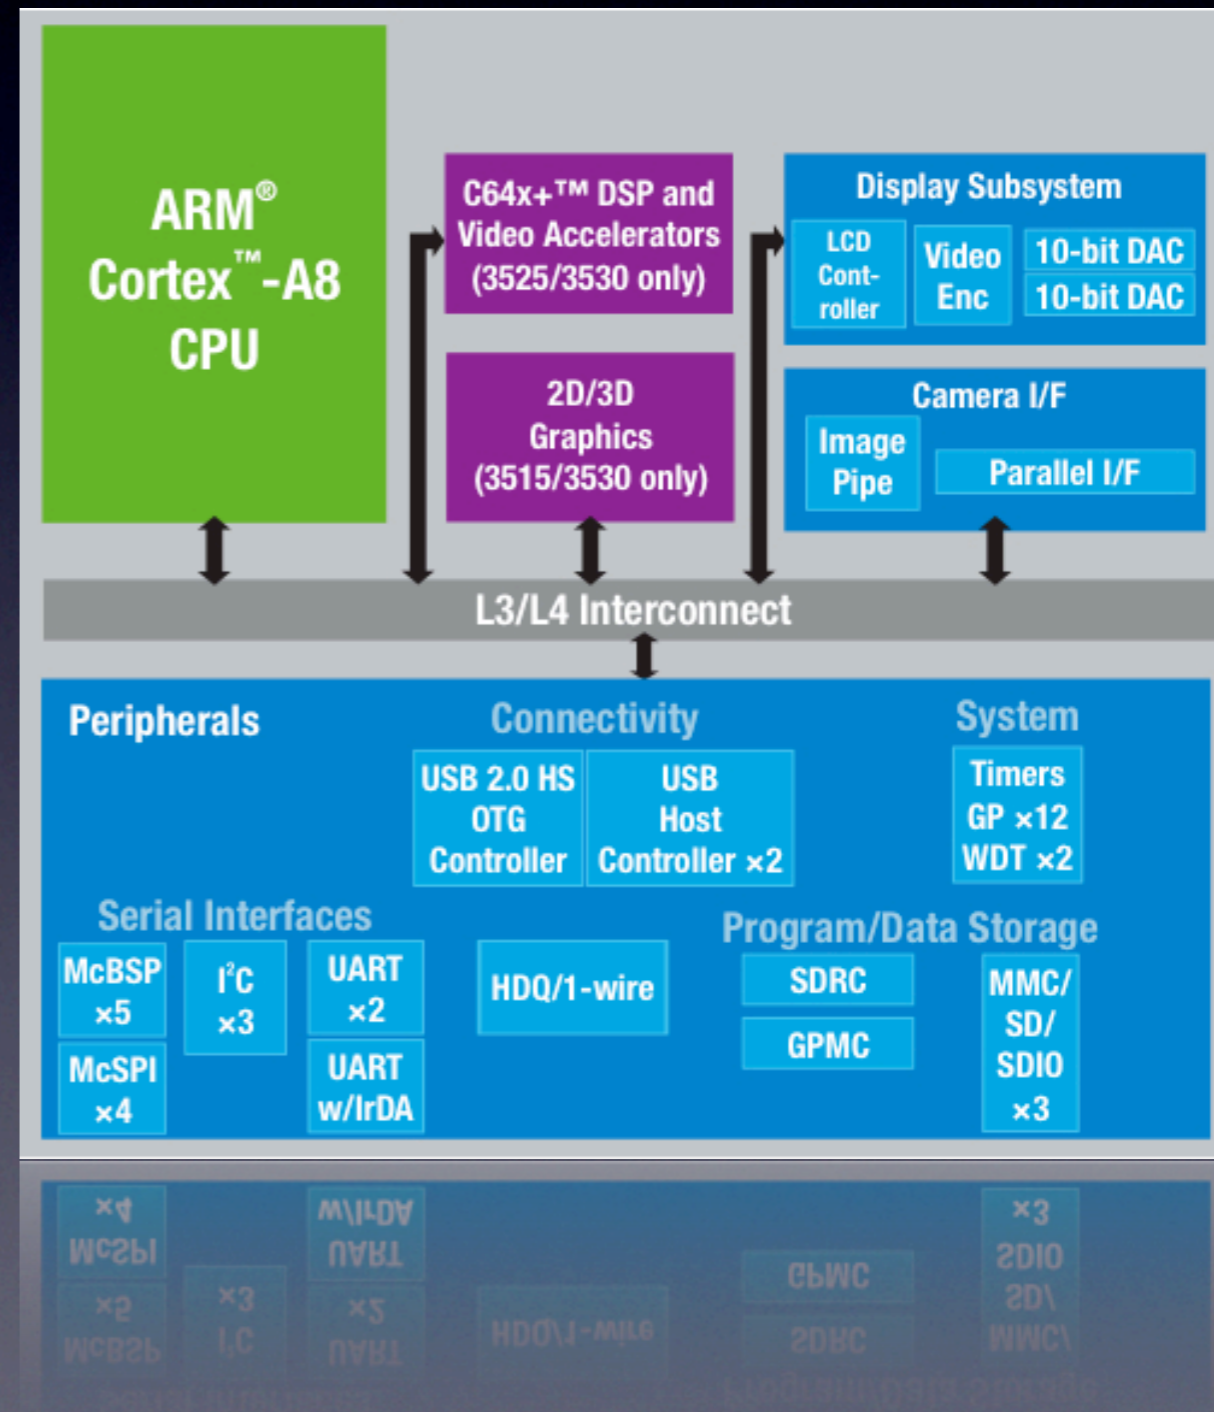 ARM®
Cortex™-A8
CPU
C64x+™ DSP and
Video Accelerators
(3525/3530 only)
2D/3D
Graphics
(3515/3530 only)
Display Subsystem
LCD
Cont-
roller
Video
Enc
10-bit DAC
10-bit DAC
Camera I/F
Image
Pipe
Parallel I/F
L3/L4 Interconnect
Peripherals
Connectivity
USB 2.0 HS
OTG
Controller
USB
Host
Controller ×2
System
Timers
GP ×12
WDT ×2
Serial Interfaces
McBSP
×5
McSPI
×4
I²C
×3
UART
×2
UART
w/IrDA
HDQ/1-wire
Program/Data Storage
SDRC
GPMC
MMC/
SD/
SDIO
×3